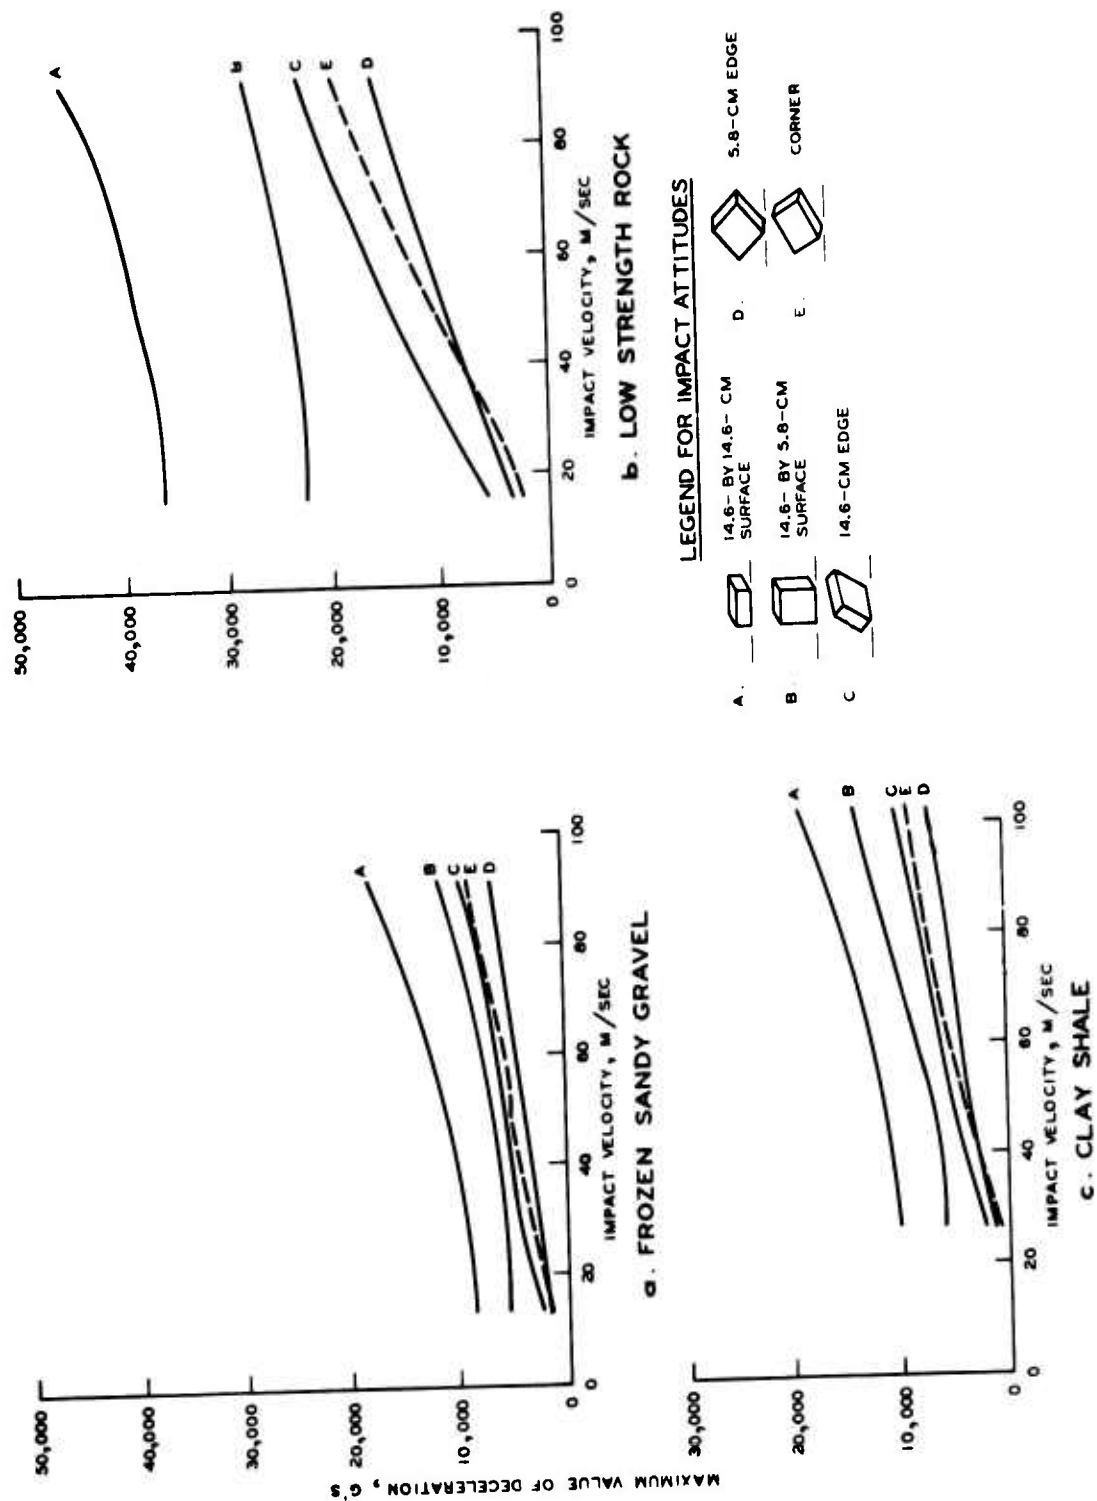 MAXIMUM VALUE OF DECELERATION, G'S
50,000
40,000
30,000
20,000
10,000
0
0
20
40
60
80
100
A
B
C
E
D
IMPACT VELOCITY, M/SEC
a. FROZEN SANDY GRAVEL
50,000
40,000
30,000
20,000
10,000
0
0
20
40
60
80
100
A
B
C
E
D
IMPACT VELOCITY, M/SEC
b. LOW STRENGTH ROCK
30,000
20,000
10,000
0
0
20
40
60
80
100
A
B
C
E
D
IMPACT VELOCITY, M/SEC
c. CLAY SHALE
LEGEND FOR IMPACT ATTITUDES
A. 14.6- BY 14.6- CM
SURFACE
B. 14.6- BY 5.8-CM
SURFACE
C 14.6-CM EDGE
D. 5.8-CM EDGE
E. CORNER